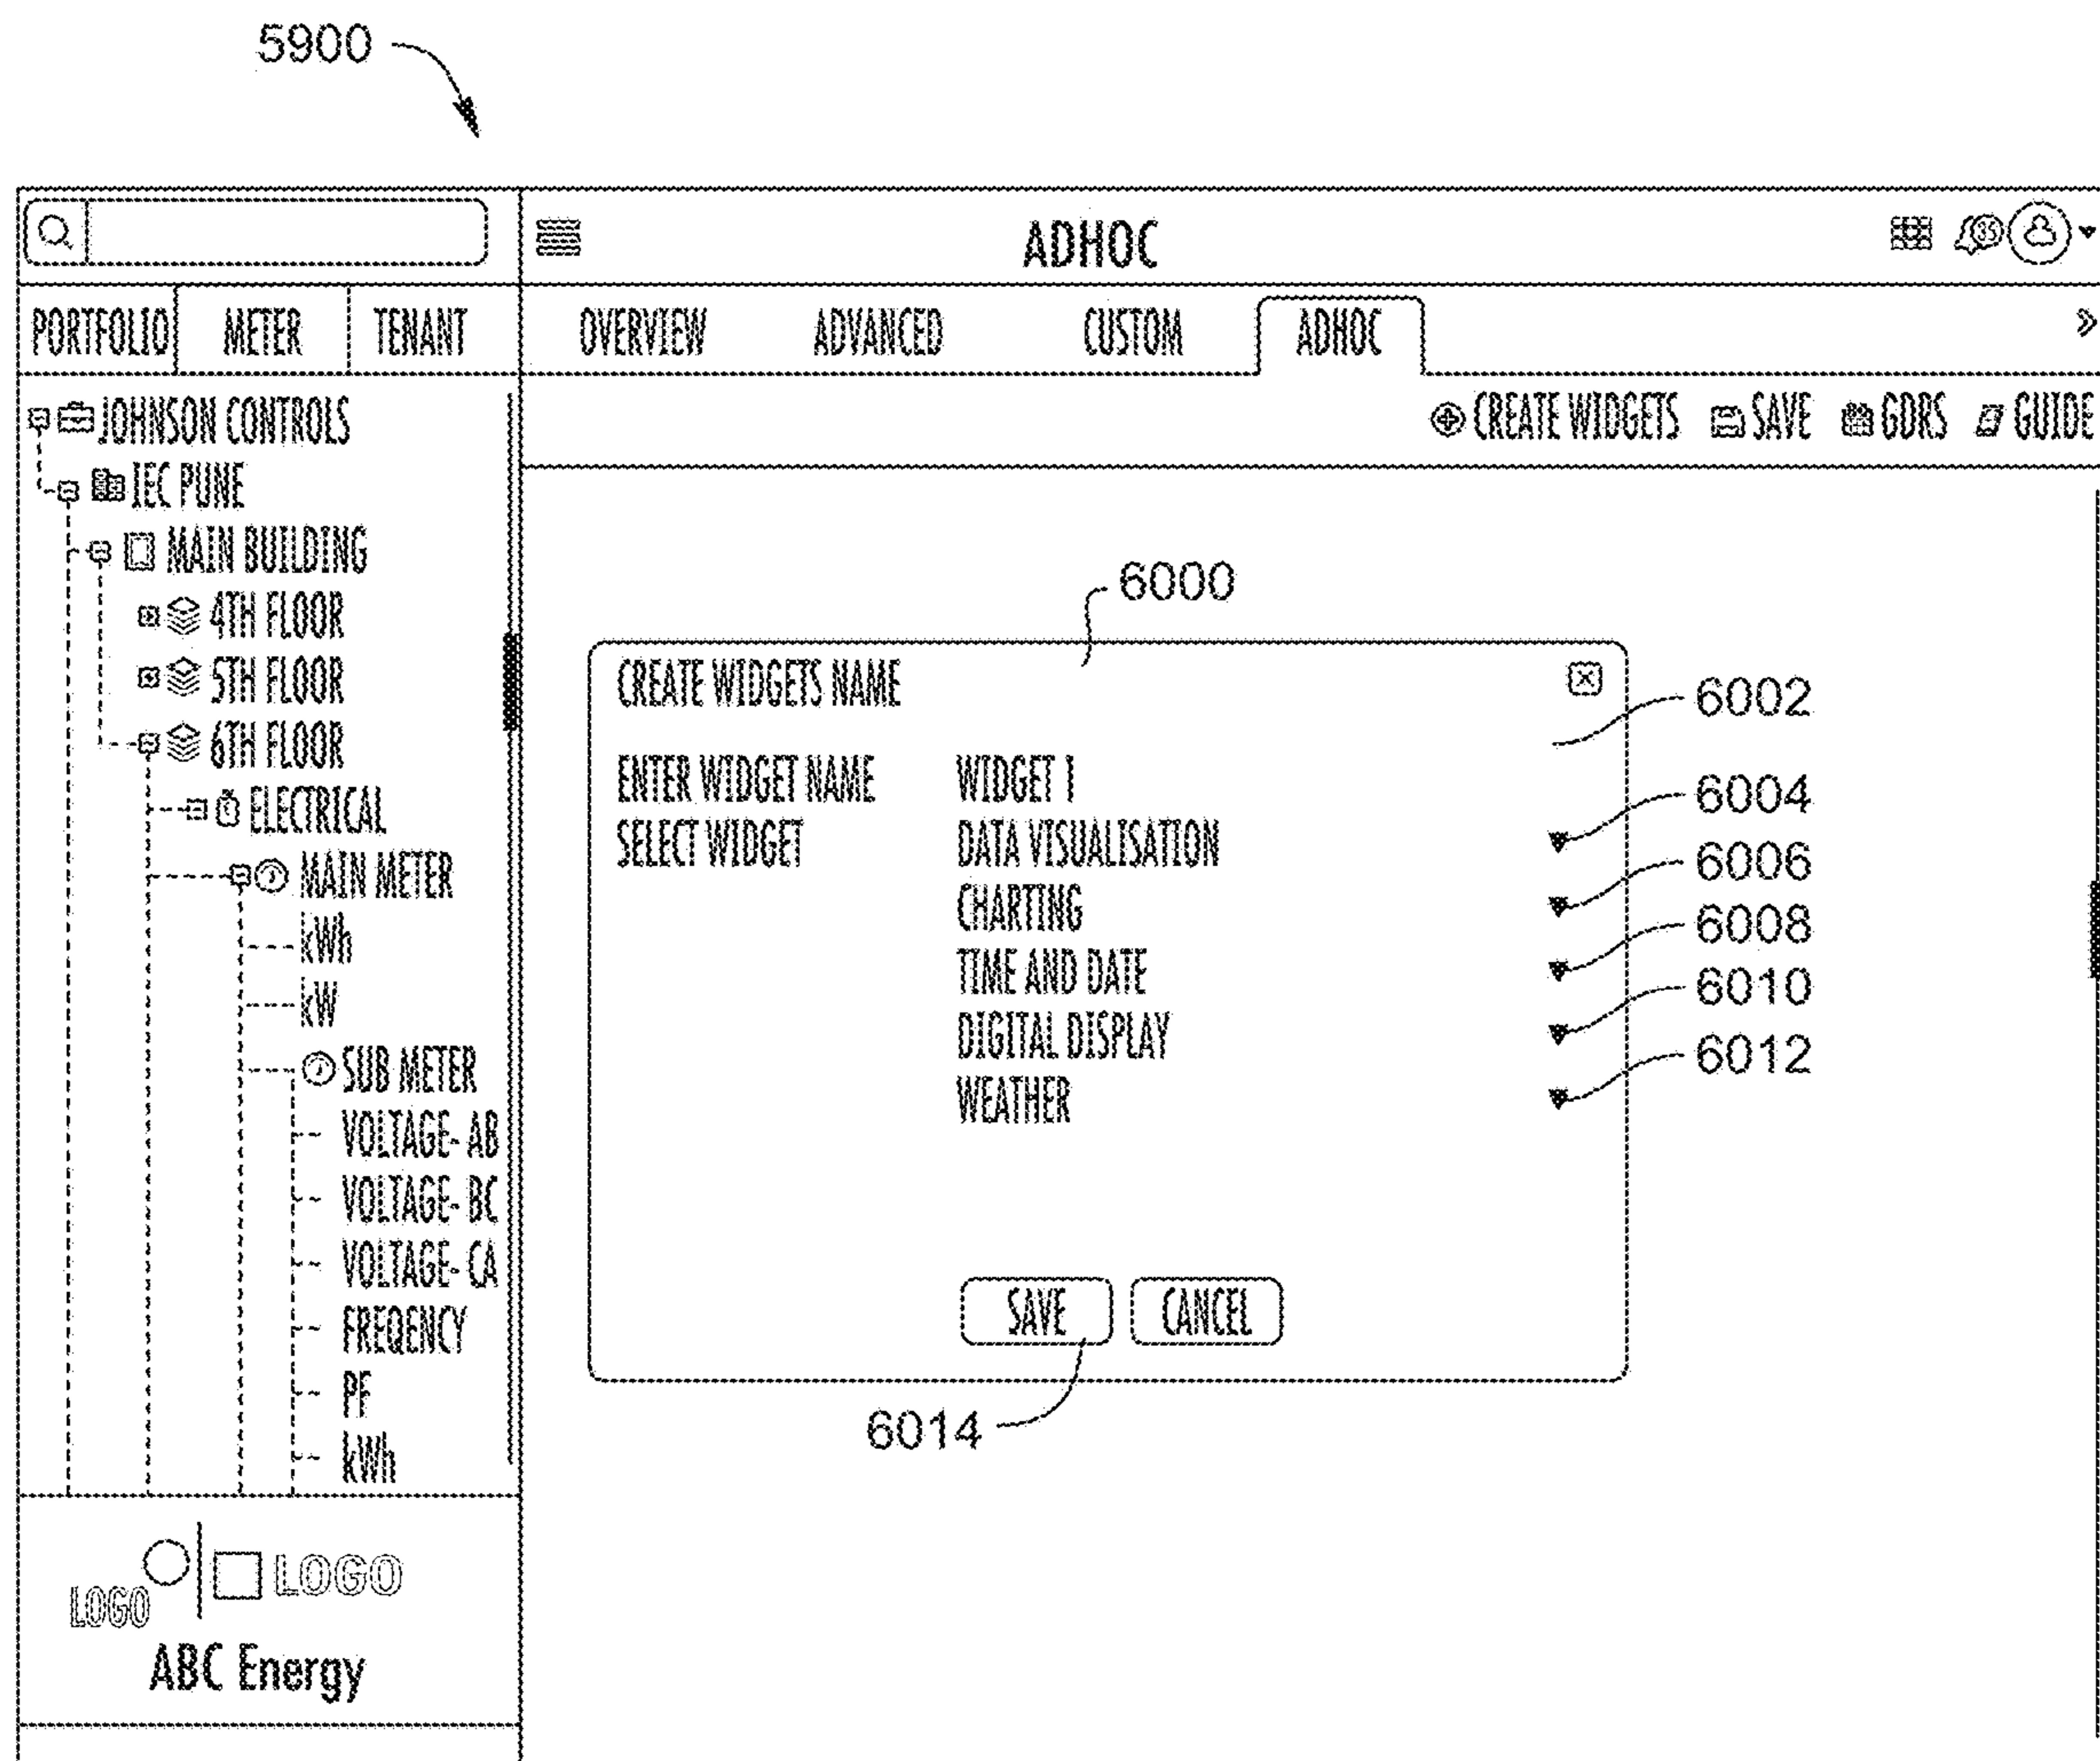 5900
ADHOC
35
PORTFOLIO METER TENANT
OVERVIEW ADVANCED CUSTOM ADHOC »
CREATE WIDGETS SAVE GDRS GUIDE
JOHNSON CONTROLS
IEC PUNE
MAIN BUILDING
4TH FLOOR
5TH FLOOR
6TH FLOOR
ELECTRICAL
MAIN METER
kWh
kW
SUB METER
VOLTAGE- AB
VOLTAGE- BC
VOLTAGE- CA
FREQENCY
PF
kWh
LOGO LOGO
ABC Energy
6000
CREATE WIDGETS NAME
6002
ENTER WIDGET NAME WIDGET 1
6004
SELECT WIDGET DATA VISUALISATION
6006
CHARTING
6008
TIME AND DATE
6010
DIGITAL DISPLAY
6012
WEATHER
SAVE CANCEL
6014